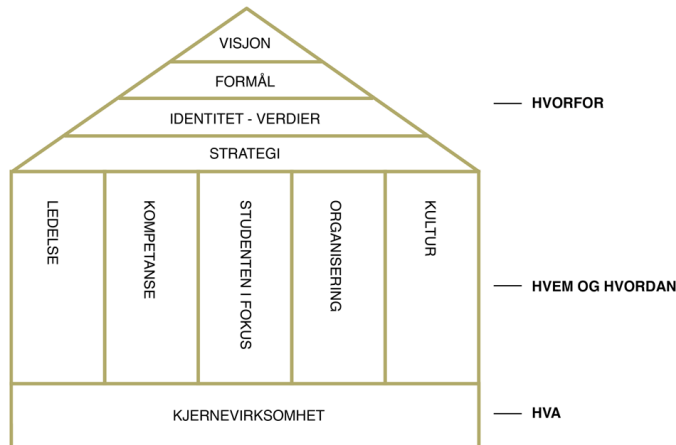 VISJON
FORMÅL
IDENTITET - VERDIER
STRATEGI
HVORFOR
LEDELSE
KOMPETANSE
STUDENTEN I FOKUS
ORGANISERING
KULTUR
HVEM OG HVORDAN
KJERNEVIRKSOMHET
HVA